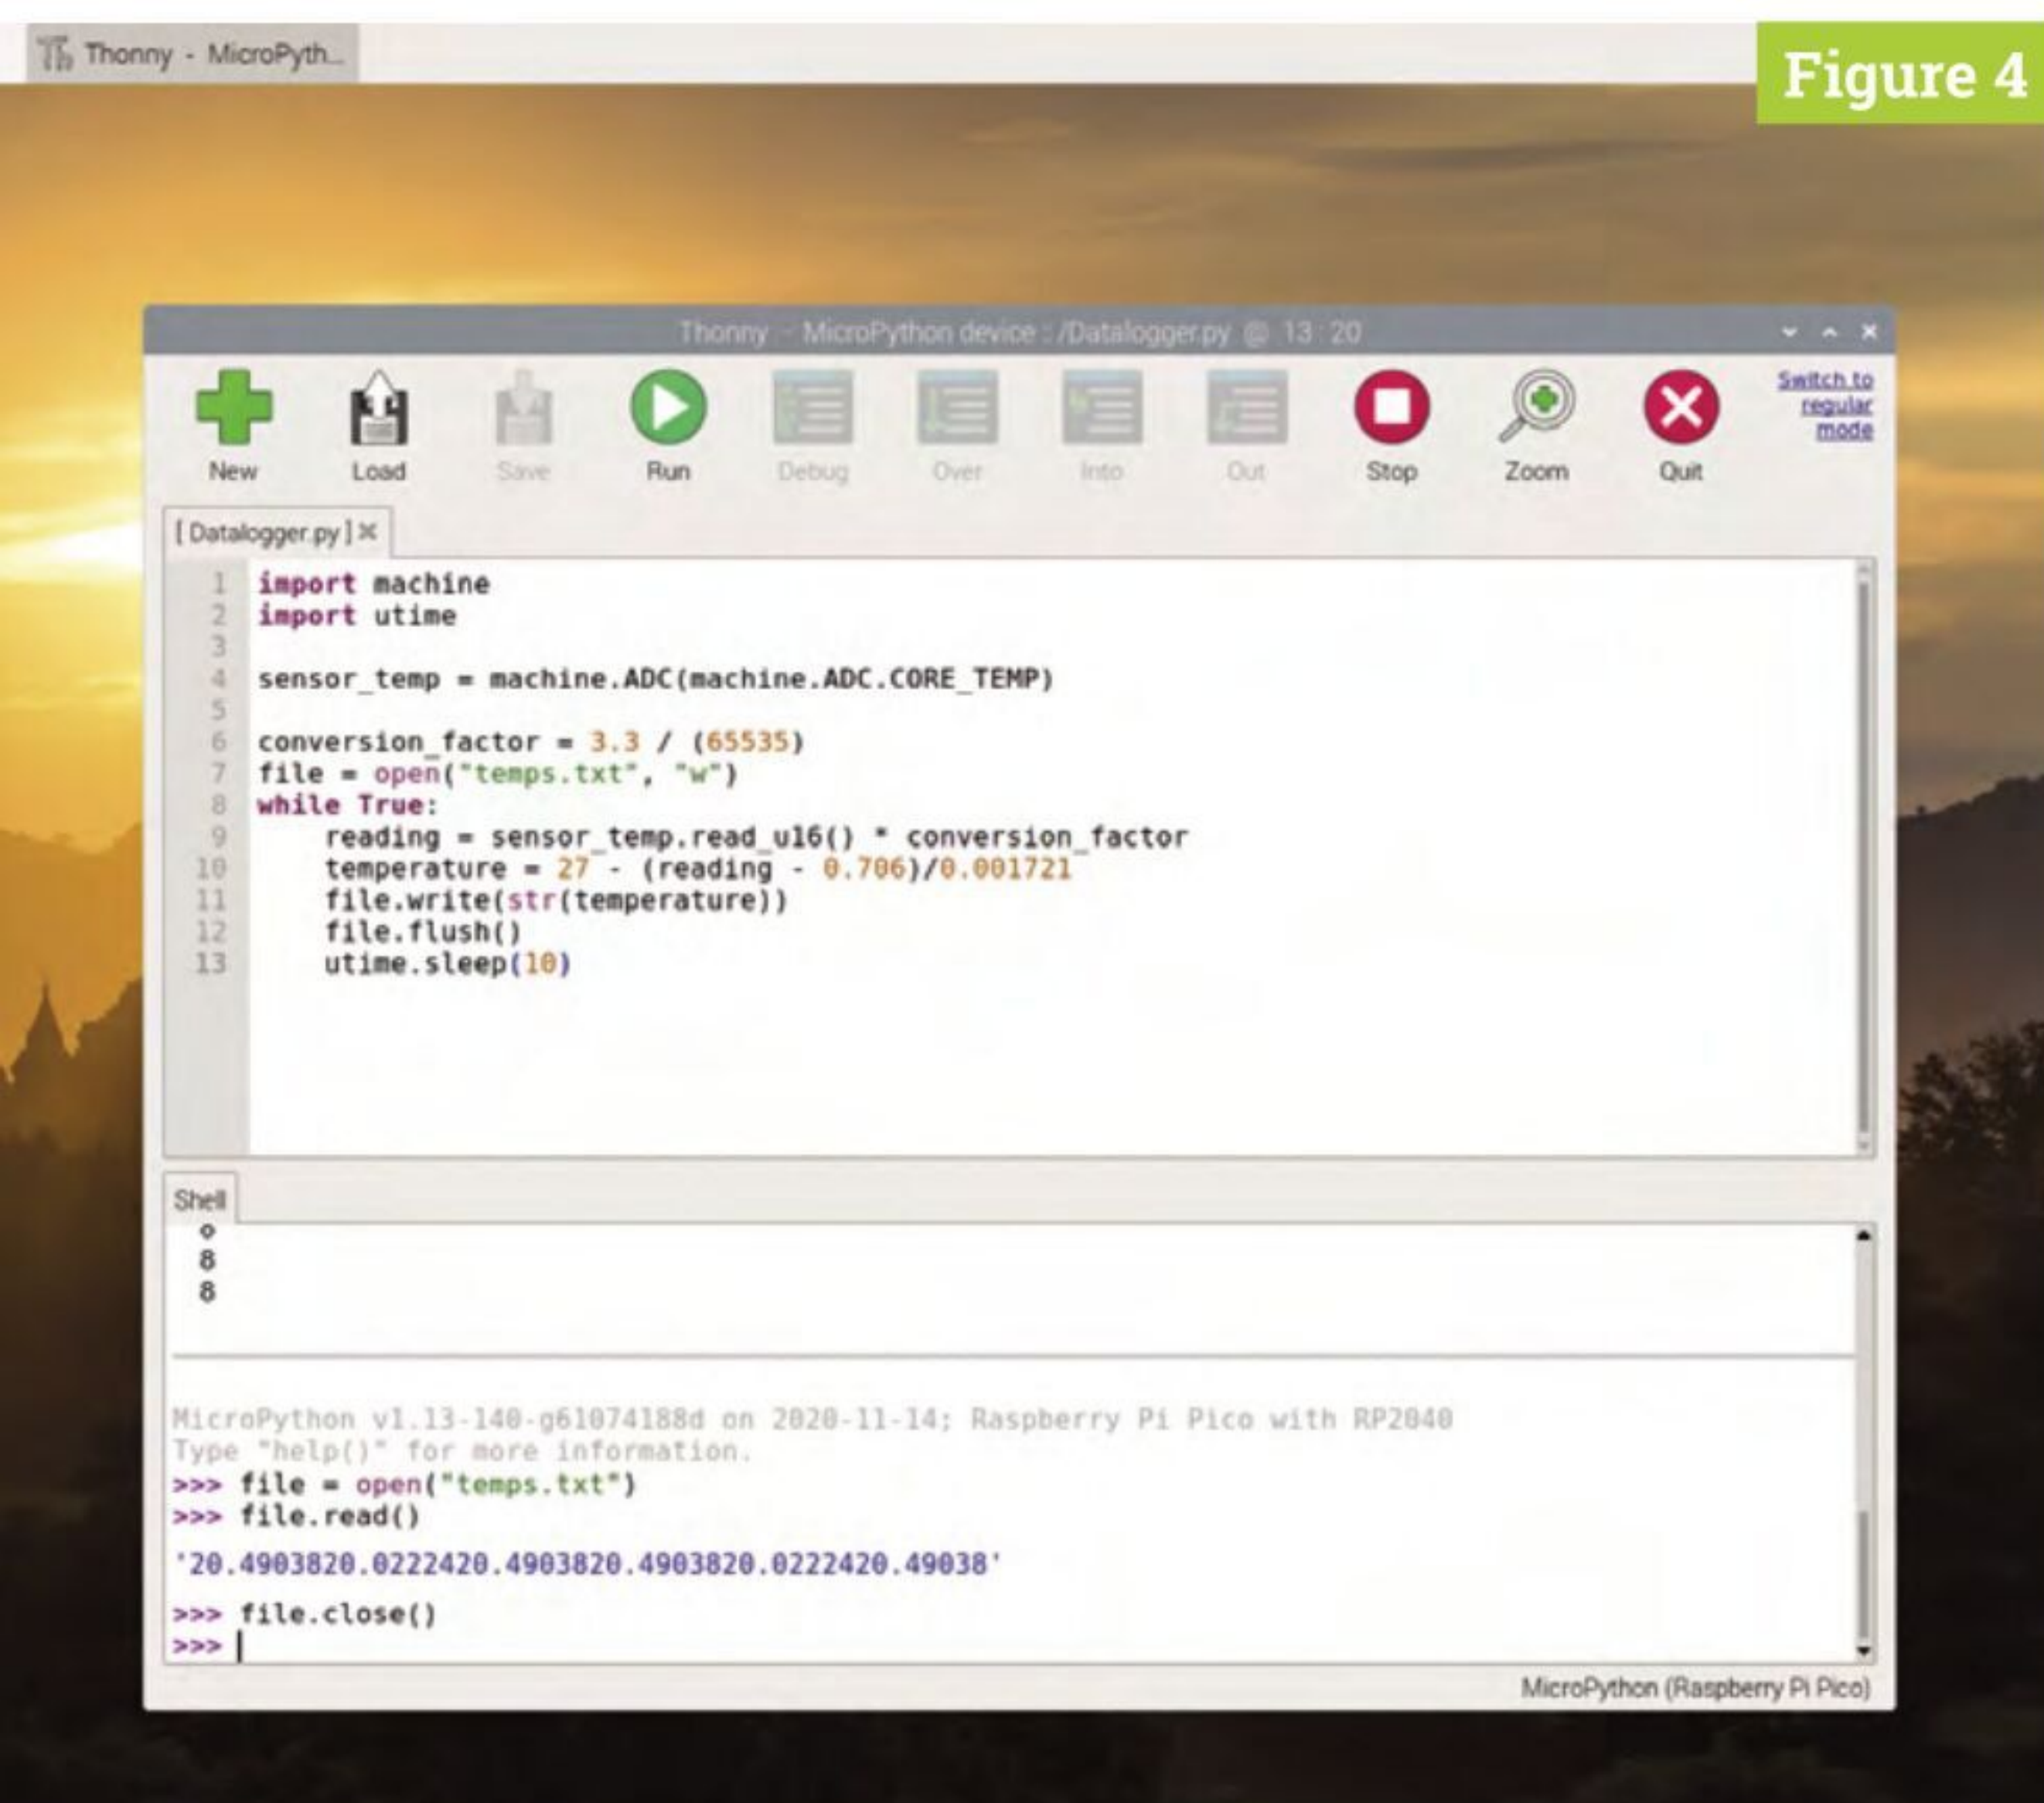 Thonny - MicroPyth...
Figure 4
Thonny - MicroPython device : /Datalogger.py @ 13 : 20
New
Load
Save
Run
Debug
Over
Into
Out
Stop
Zoom
Quit
Switch to
regular
mode
[ Datalogger.py ]
1 import machine
2 import utime
3
4 sensor_temp = machine.ADC(machine.ADC.CORE_TEMP)
5
6 conversion_factor = 3.3 / (65535)
7 file = open("temps.txt", "w")
8 while True:
9     reading = sensor_temp.read_u16() * conversion_factor
10     temperature = 27 - (reading - 0.706)/0.001721
11     file.write(str(temperature))
12     file.flush()
13     utime.sleep(10)
Shell
8
8
MicroPython v1.13-140-g61074188d on 2020-11-14; Raspberry Pi Pico with RP2040
Type "help()" for more information.
>>> file = open("temps.txt")
>>> file.read()
'20.4903820.0222420.4903820.4903820.0222420.49038'
>>> file.close()
>>>
MicroPython (Raspberry Pi Pico)